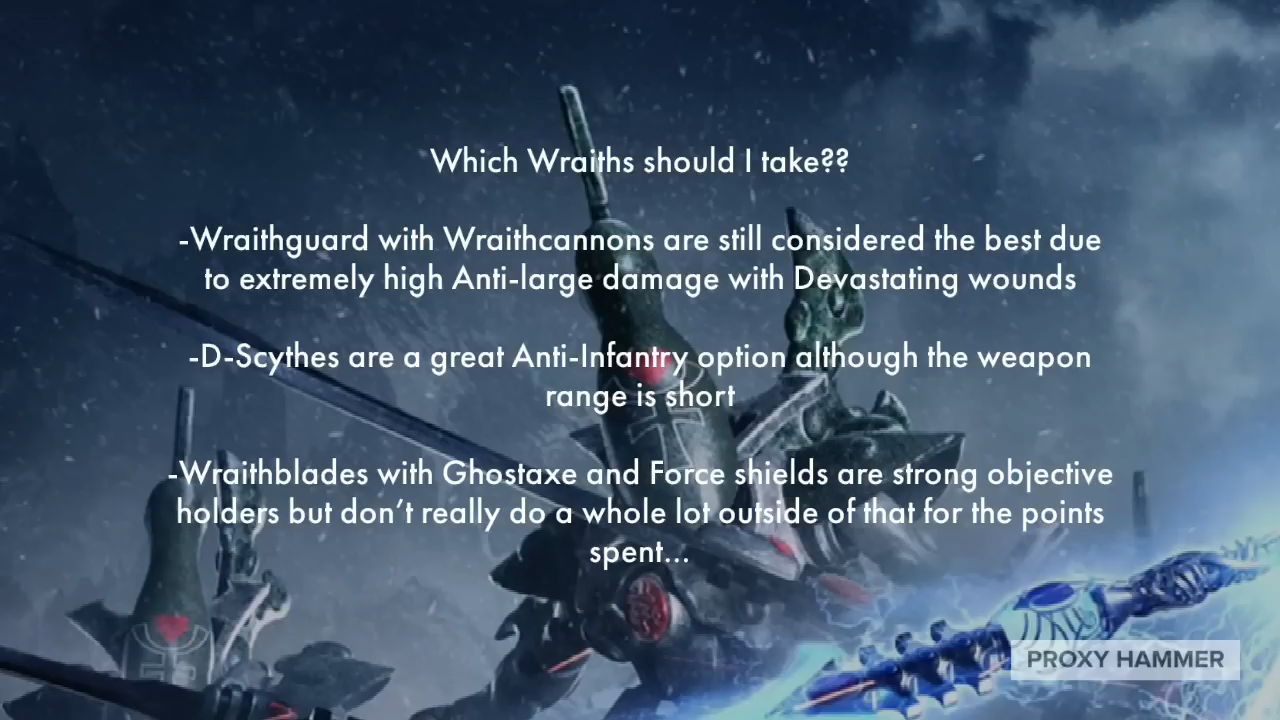 Which Wraiths should I take??
-Wraithguard with Wraithcannons are still considered the best due
to extremely high Anti-large damage with Devastating wounds
-D-Scythes are a great Anti-Infantry option although the weapon
range is short
-Wraithblades with Ghostaxe and Force shields are strong objective
holders but don’t really do a whole lot outside of that for the points
spent...
PROXY HAMMER